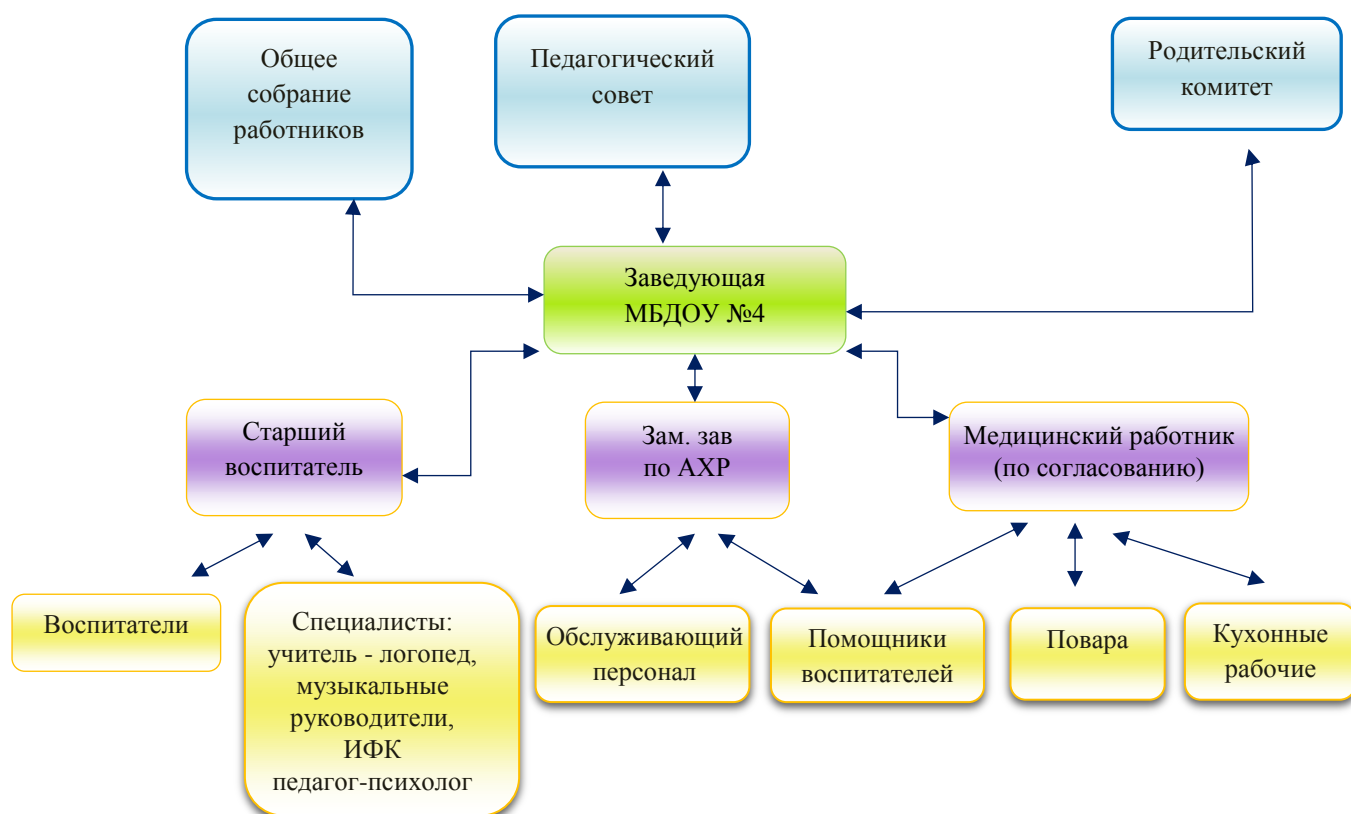 Общее
собрание
работников
Педагогический
совет
Родительский
комитет
Заведующая
МБДОУ №4
Старший
воспитатель
Зам. зав
по АХР
Медицинский работник
(по согласованию)
Воспитатели
Специалисты:
учитель - логопед,
музыкальные
руководители,
ИФК
педагог-психолог
Обслуживающий
персонал
Помощники
воспитателей
Повара
Кухонные
рабочие